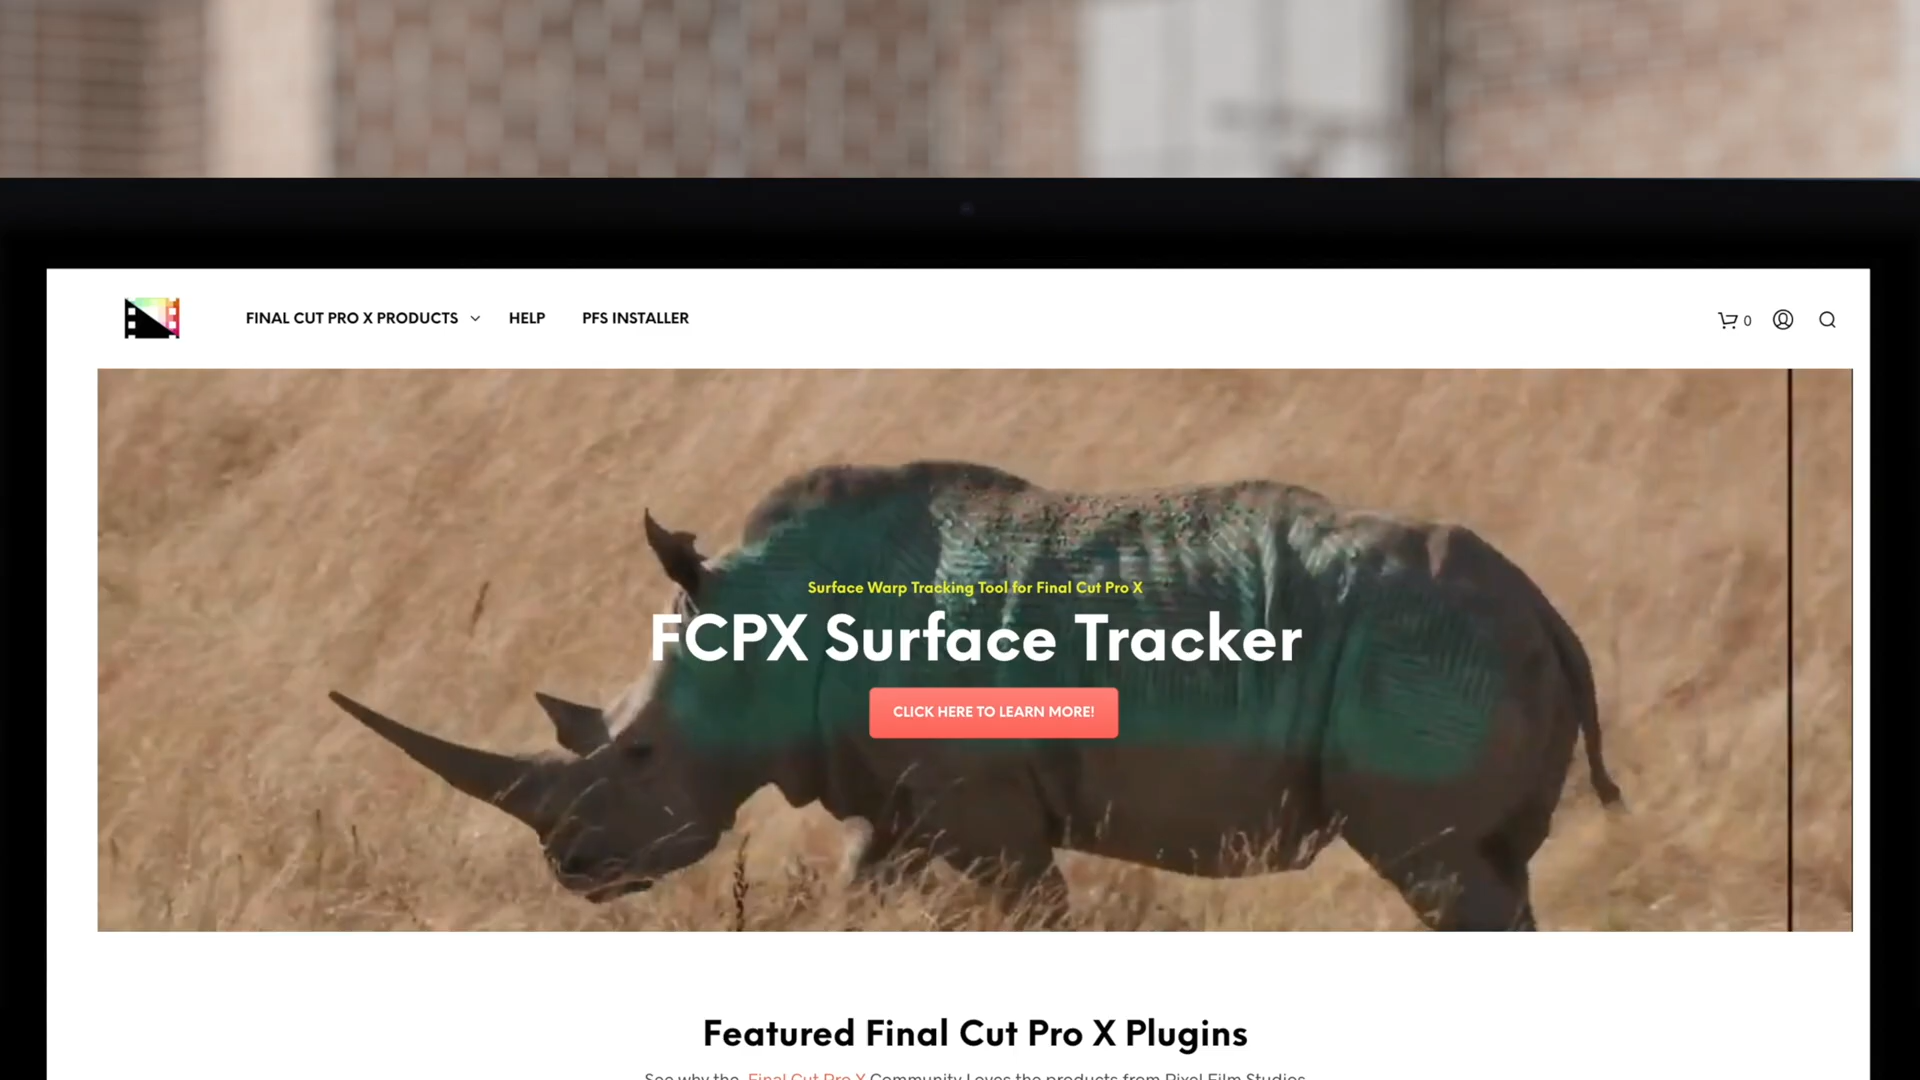 FINAL CUT PRO X PRODUCTS HELP PFS INSTALLER 0
Surface Warp Tracking Tool for Final Cut Pro X
FCPX Surface Tracker
CLICK HERE TO LEARN MORE!
Featured Final Cut Pro X Plugins
See why the Final Cut Pro X Community Loves the products from Pixel Film Studios